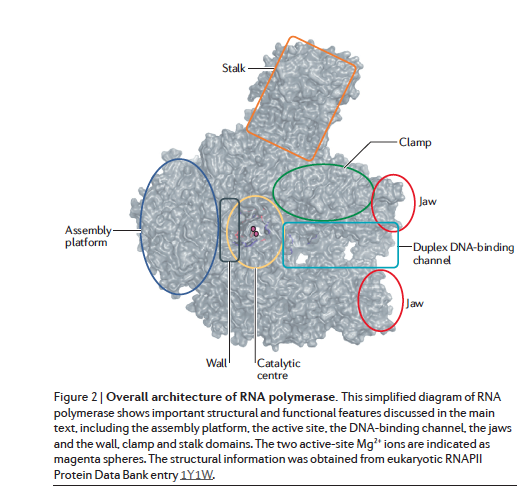 Stalk
Clamp
Jaw
Assembly
platform
Duplex DNA-binding
channel
Jaw
Wall
Catalytic
centre
Figure 2 | Overall architecture of RNA polymerase. This simplified diagram of RNA
polymerase shows important structural and functional features discussed in the main
text, including the assembly platform, the active site, the DNA-binding channel, the jaws
and the wall, clamp and stalk domains. The two active-site Mg²⁺ ions are indicated as
magenta spheres. The structural information was obtained from eukaryotic RNAPII
Protein Data Bank entry 1Y1W.